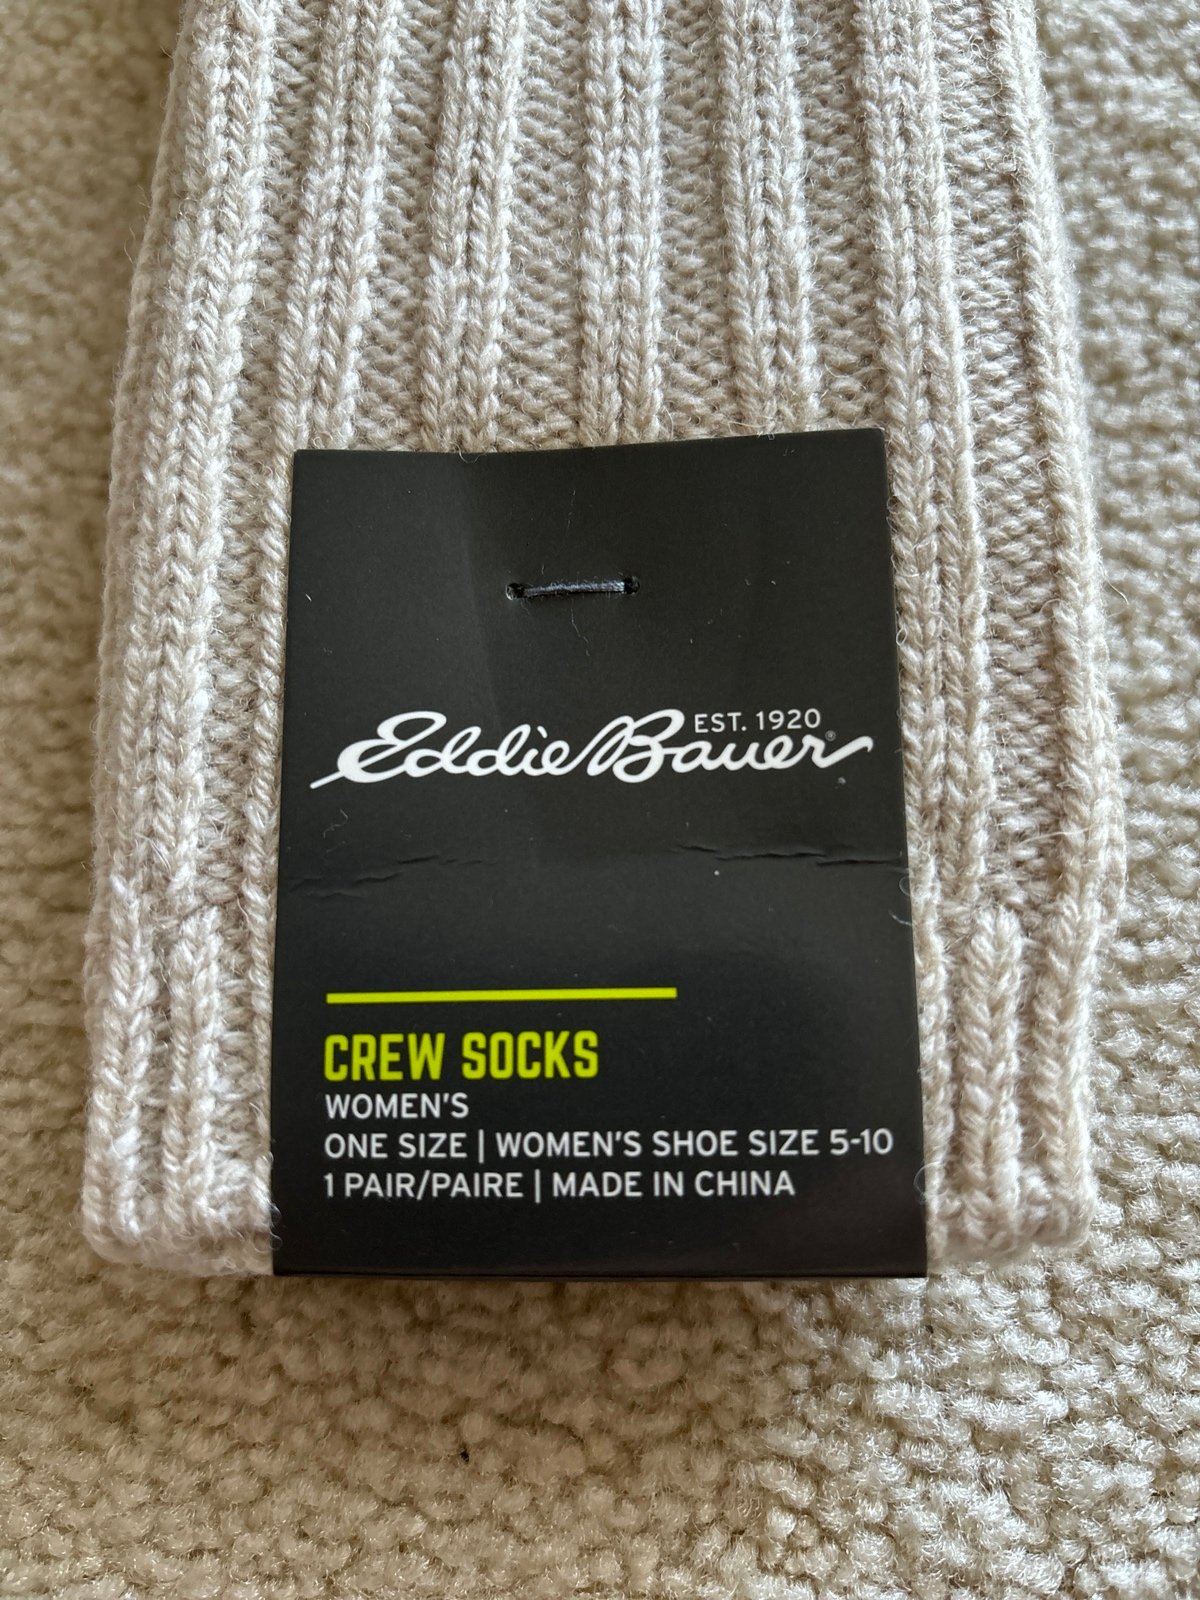 Eddie Bauer® EST. 1920
CREW SOCKS
WOMEN'S
ONE SIZE | WOMEN'S SHOE SIZE 5-10
1 PAIR/PAIRE | MADE IN CHINA